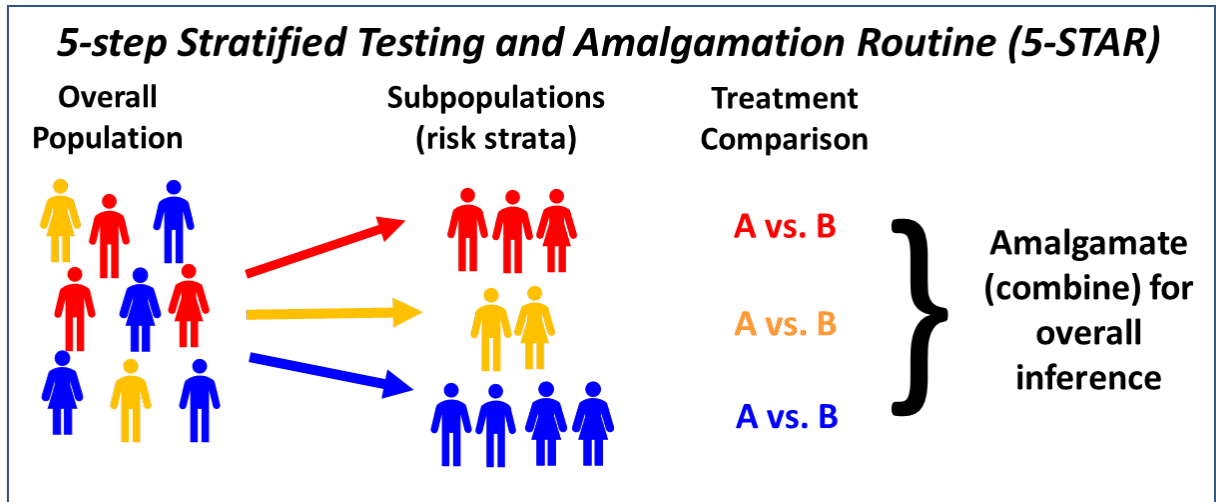 5-step Stratified Testing and Amalgamation Routine (5-STAR)
Overall
Population
Subpopulations
(risk strata)
Treatment
Comparison
A vs. B
A vs. B
A vs. B
Amalgamate
(combine) for
overall
inference